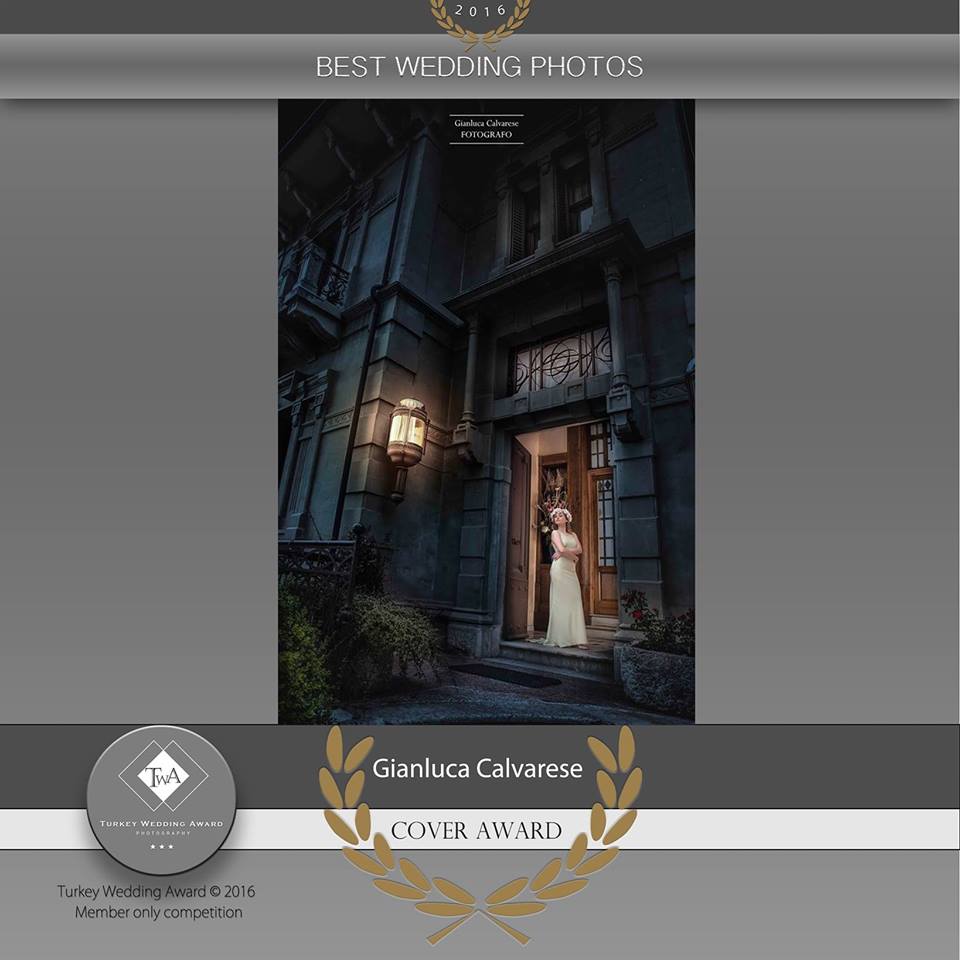 2016
BEST WEDDING PHOTOS
Gianluca Calvarese
FOTOGRAFO
Gianluca Calvarese
TWA
COVER AWARD
TURKEY WEDDING AWARD
PHOTOGRAPHY
Turkey Wedding Award © 2016
Member only competition